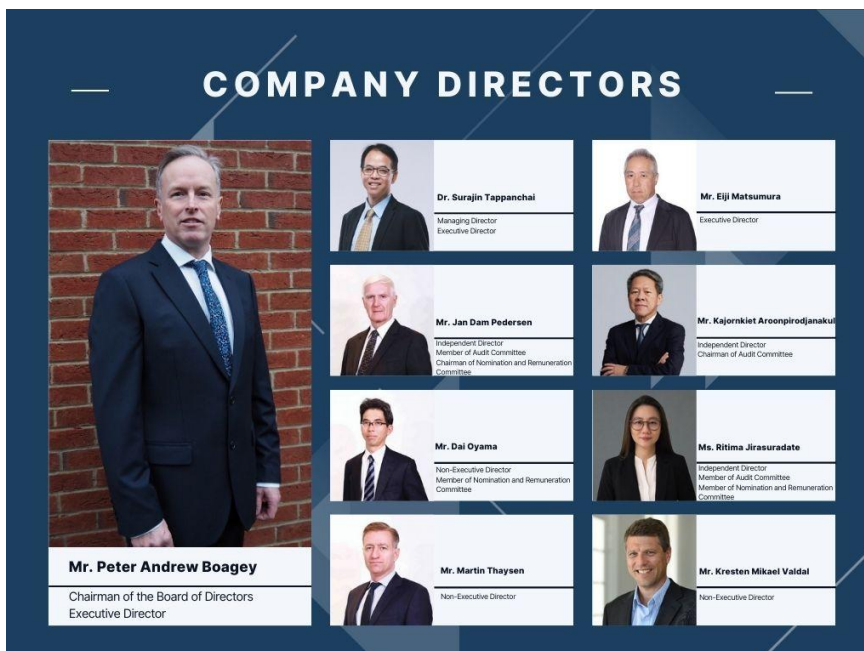 COMPANY DIRECTORS
Mr. Peter Andrew Boagey
Chairman of the Board of Directors
Executive Director
Dr. Surajin Tappanchai
Managing Director
Executive Director
Mr. Eiji Matsumura
Executive Director
Mr. Jan Dam Pedersen
Independent Director
Member of Audit Committee
Chairman of Nomination and Remuneration
Committee
Mr. Kajornkiet Aroonpirodjanakul
Independent Director
Chairman of Audit Committee
Mr. Dai Oyama
Non-Executive Director
Member of Nomination and Remuneration
Committee
Ms. Ritima Jirasuradate
Independent Director
Member of Audit Committee
Member of Nomination and Remuneration
Committee
Mr. Martin Thaysen
Non-Executive Director
Mr. Kresten Mikael Valdal
Non-Executive Director